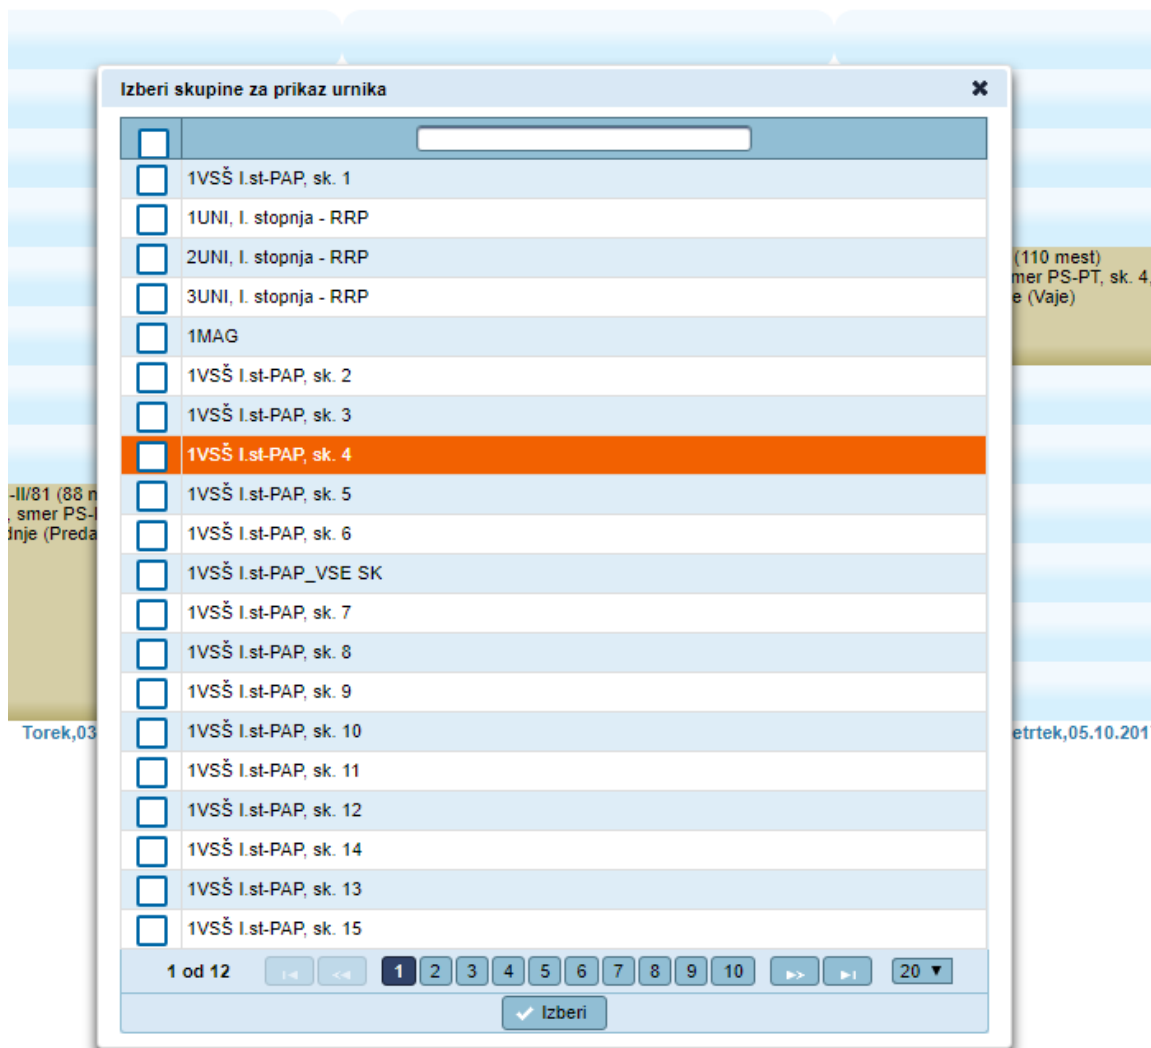 Izberi skupine za prikaz urnika
1VSŠ I.st-PAP, sk. 1
1UNI, I. stopnja - RRP
2UNI, I. stopnja - RRP
3UNI, I. stopnja - RRP
1MAG
1VSŠ I.st-PAP, sk. 2
1VSŠ I.st-PAP, sk. 3
1VSŠ I.st-PAP, sk. 4
1VSŠ I.st-PAP, sk. 5
1VSŠ I.st-PAP, sk. 6
1VSŠ I.st-PAP_VSE SK
1VSŠ I.st-PAP, sk. 7
1VSŠ I.st-PAP, sk. 8
1VSŠ I.st-PAP, sk. 9
1VSŠ I.st-PAP, sk. 10
1VSŠ I.st-PAP, sk. 11
1VSŠ I.st-PAP, sk. 12
1VSŠ I.st-PAP, sk. 14
1VSŠ I.st-PAP, sk. 13
1VSŠ I.st-PAP, sk. 15
1 od 12 1 2 3 4 5 6 7 8 9 10 20
Izberi
(110 mest)
mer PS-PT, sk. 4,
e (Vaje)
-II/81 (88
, smer PS-
dnje (Preda
Torek,03
etrtek,05.10.201